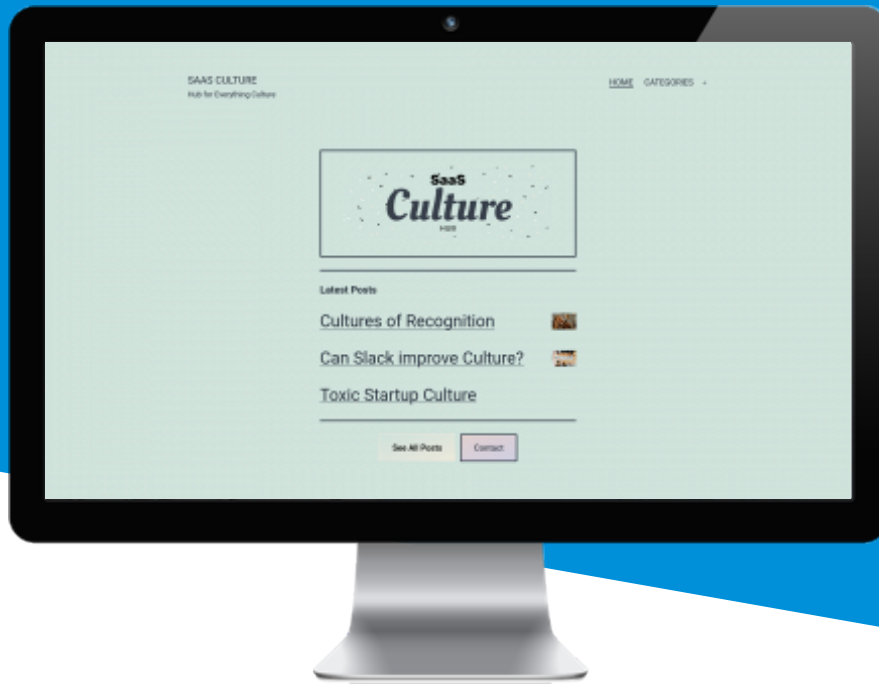 SAAS CULTURE
Hub for Everything Culture
HOME CATEGORIES
SaaS
Culture
HUB
Latest Posts
Cultures of Recognition
Can Slack improve Culture?
Toxic Startup Culture
See All Posts
Contact